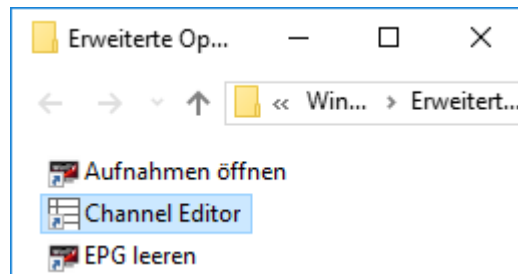 Erweiterte Op...
« Win... > Erweitert...
Aufnahmen öffnen
Channel Editor
EPG leeren